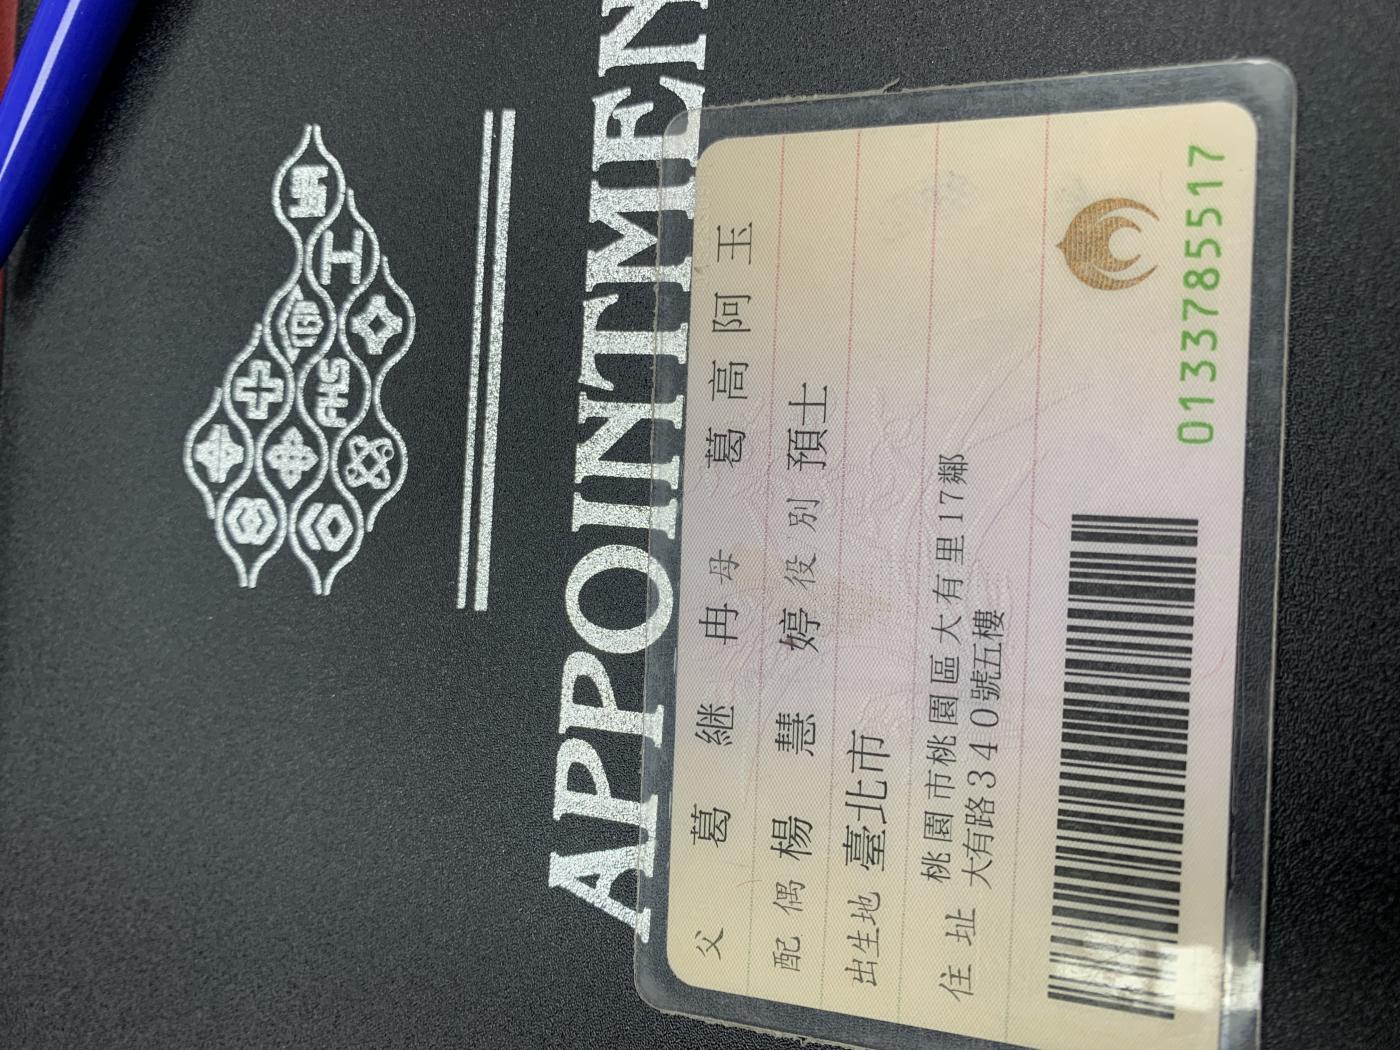 APPOINTMEN
父 葛継冉 母 葛高阿玉
配偶 楊慧婷 役別 預士
出生地 臺北市
住址 桃園市桃園區大有里17鄰
大有路340號五樓
0133785517